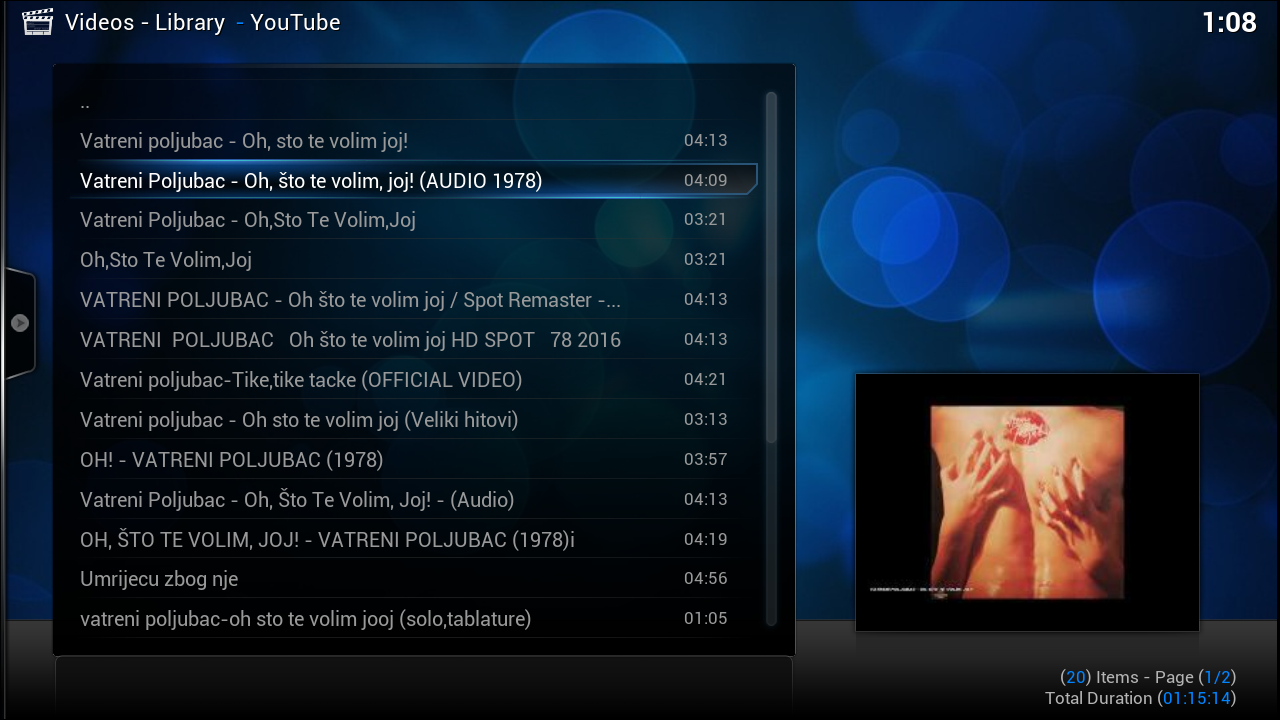 Videos - Library - YouTube
1:08
..
Vatreni poljubac - Oh, sto te volim joj! 04:13
Vatreni Poljubac - Oh, što te volim, joj! (AUDIO 1978) 04:09
Vatreni Poljubac - Oh,Sto Te Volim,Joj 03:21
Oh,Sto Te Volim,Joj 03:21
VATRENI POLJUBAC - Oh što te volim joj / Spot Remaster -... 04:13
VATRENI  POLJUBAC   Oh što te volim joj HD SPOT   78 2016 04:13
Vatreni poljubac-Tike,tike tacke (OFFICIAL VIDEO) 04:21
Vatreni poljubac - Oh sto te volim joj (Veliki hitovi) 03:13
OH! - VATRENI POLJUBAC (1978) 03:57
Vatreni Poljubac - Oh, Što Te Volim, Joj! - (Audio) 04:13
OH, ŠTO TE VOLIM, JOJ! - VATRENI POLJUBAC (1978)i 04:19
Umrijecu zbog nje 04:56
vatreni poljubac-oh sto te volim jooj (solo,tablature) 01:05
(20) Items - Page (1/2)
Total Duration (01:15:14)